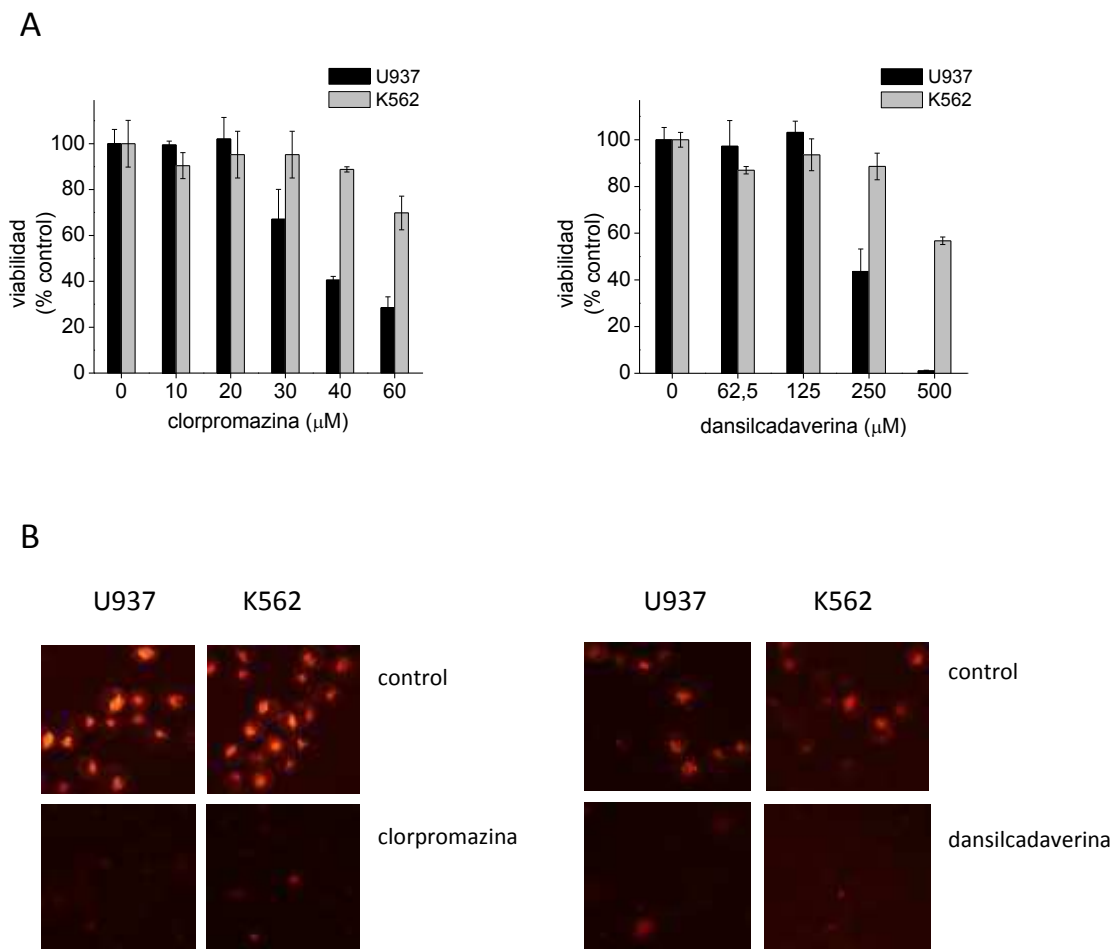 A
U937
K562
100
80
60
40
20
0
viabilidad
(% control)
0 10 20 30 40 60
clorpromazina (μM)
U937
K562
100
80
60
40
20
0
viabilidad
(% control)
0 62,5 125 250 500
dansilcadaverina (μM)
B
U937 K562
control
clorpromazina
U937 K562
control
dansilcadaverina